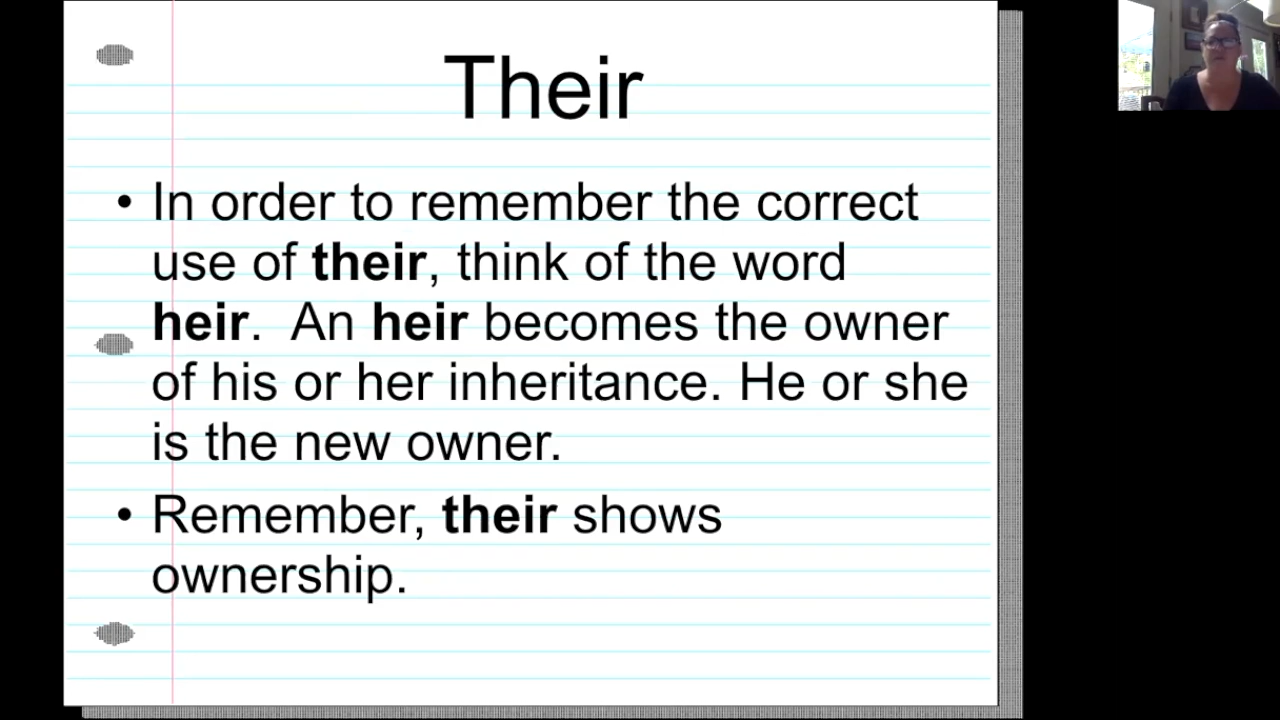 Their
• In order to remember the correct
use of their, think of the word
heir.  An heir becomes the owner
of his or her inheritance. He or she
is the new owner.
• Remember, their shows
ownership.